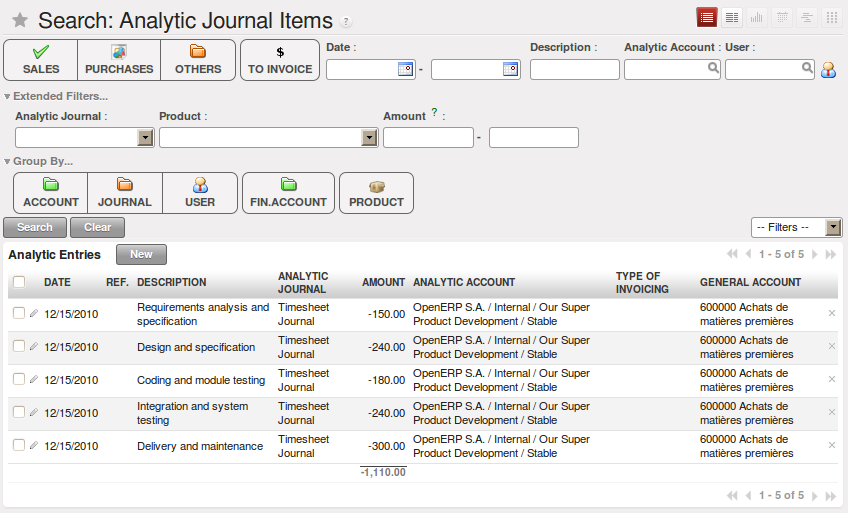 Search: Analytic Journal Items ?
SALES PURCHASES OTHERS TO INVOICE $
Date : - Description : Analytic Account : User :
Extended Filters...
Analytic Journal : Product : Amount ? :
-
Group By...
ACCOUNT JOURNAL USER FIN.ACCOUNT PRODUCT
Search Clear -- Filters --
Analytic Entries New 1 - 5 of 5
DATE REF. DESCRIPTION ANALYTIC JOURNAL AMOUNT ANALYTIC ACCOUNT TYPE OF INVOICING GENERAL ACCOUNT
12/15/2010 Requirements analysis and specification Timesheet Journal -150.00 OpenERP S.A. / Internal / Our Super Product Development / Stable 600000 Achats de matières premières
12/15/2010 Design and specification Timesheet Journal -240.00 OpenERP S.A. / Internal / Our Super Product Development / Stable 600000 Achats de matières premières
12/15/2010 Coding and module testing Timesheet Journal -180.00 OpenERP S.A. / Internal / Our Super Product Development / Stable 600000 Achats de matières premières
12/15/2010 Integration and system testing Timesheet Journal -240.00 OpenERP S.A. / Internal / Our Super Product Development / Stable 600000 Achats de matières premières
12/15/2010 Delivery and maintenance Timesheet Journal -300.00 OpenERP S.A. / Internal / Our Super Product Development / Stable 600000 Achats de matières premières
-1,110.00
1 - 5 of 5